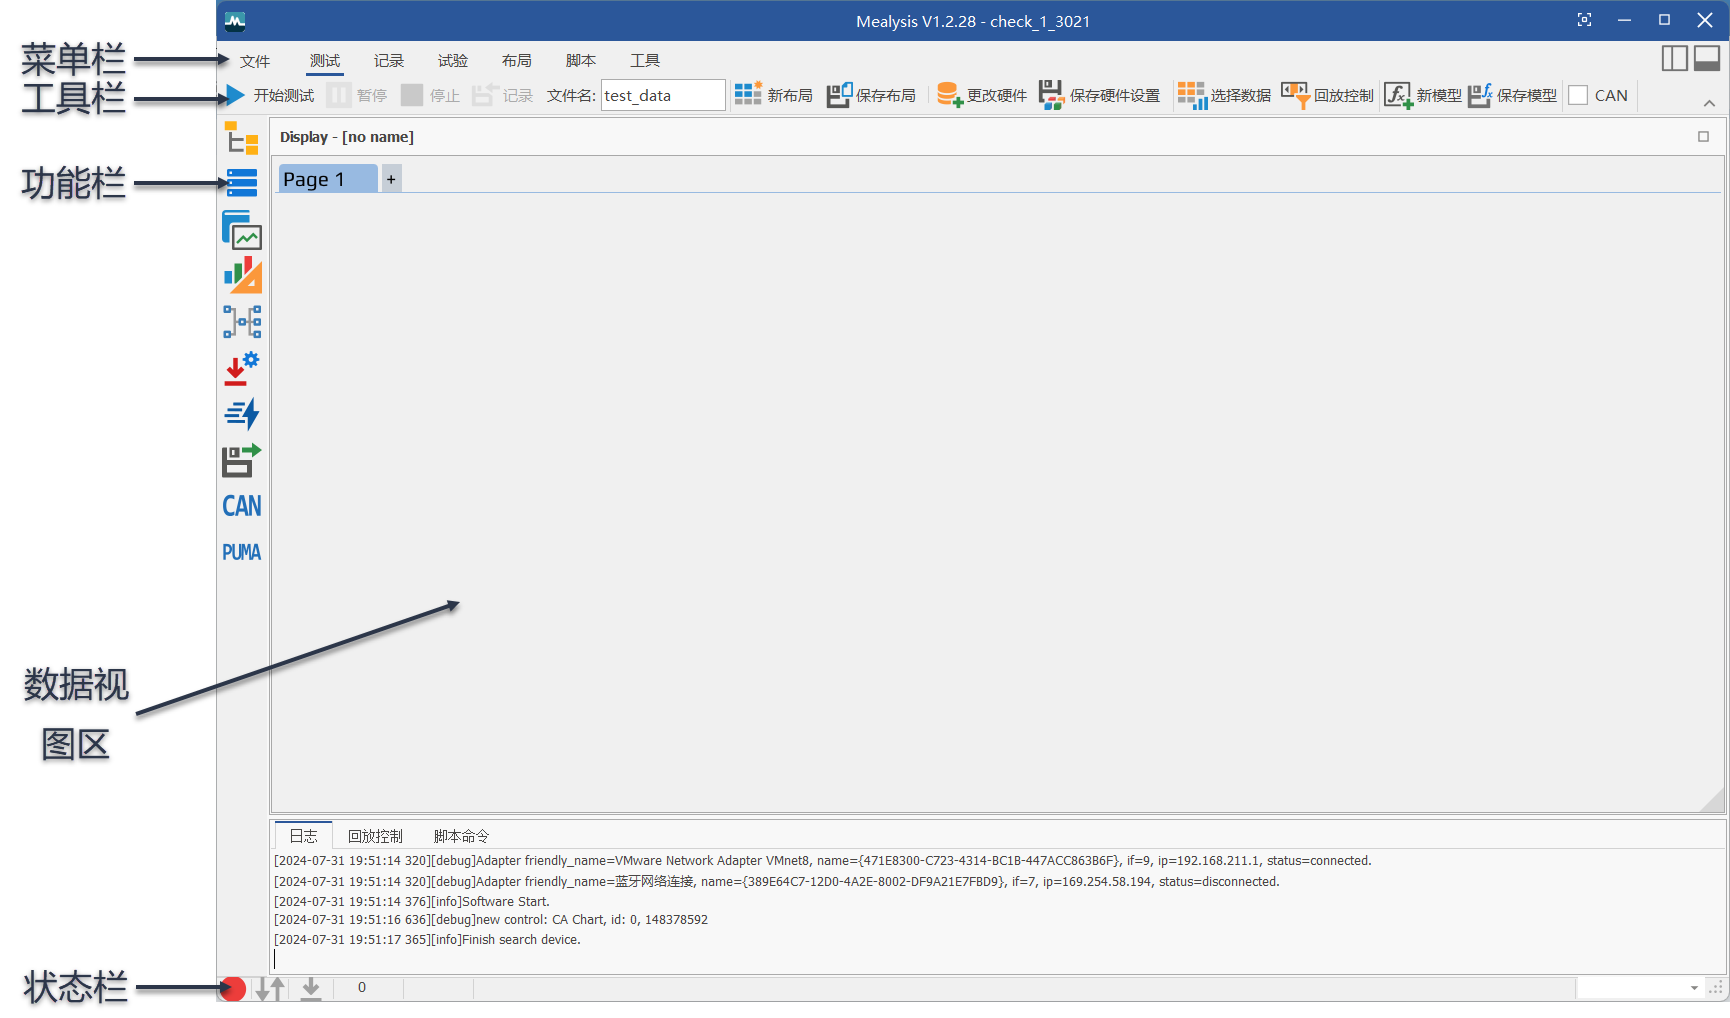 Mealysis V1.2.28 - check_1_3021
菜单栏
文件 测试 记录 试验 布局 脚本 工具
工具栏
开始测试 暂停 停止 记录 文件名: test_data 新布局 保存布局 更改硬件 保存硬件设置 选择数据 回放控制 新模型 保存模型 CAN
Display - [no name]
功能栏
Page 1 +
CAN
PUMA
数据视
图区
日志 回放控制 脚本命令
[2024-07-31 19:51:14 320][debug]Adapter friendly_name=VMware Network Adapter VMnet8, name={471E8300-C723-4314-BC1B-447ACC863B6F}, if=9, ip=192.168.211.1, status=connected.
[2024-07-31 19:51:14 320][debug]Adapter friendly_name=蓝牙网络连接, name={389E64C7-12D0-4A2E-8002-DF9A21E7FBD9}, if=7, ip=169.254.58.194, status=disconnected.
[2024-07-31 19:51:14 376][info]Software Start.
[2024-07-31 19:51:16 636][debug]new control: CA Chart, id: 0, 148378592
[2024-07-31 19:51:17 365][info]Finish search device.
状态栏
0